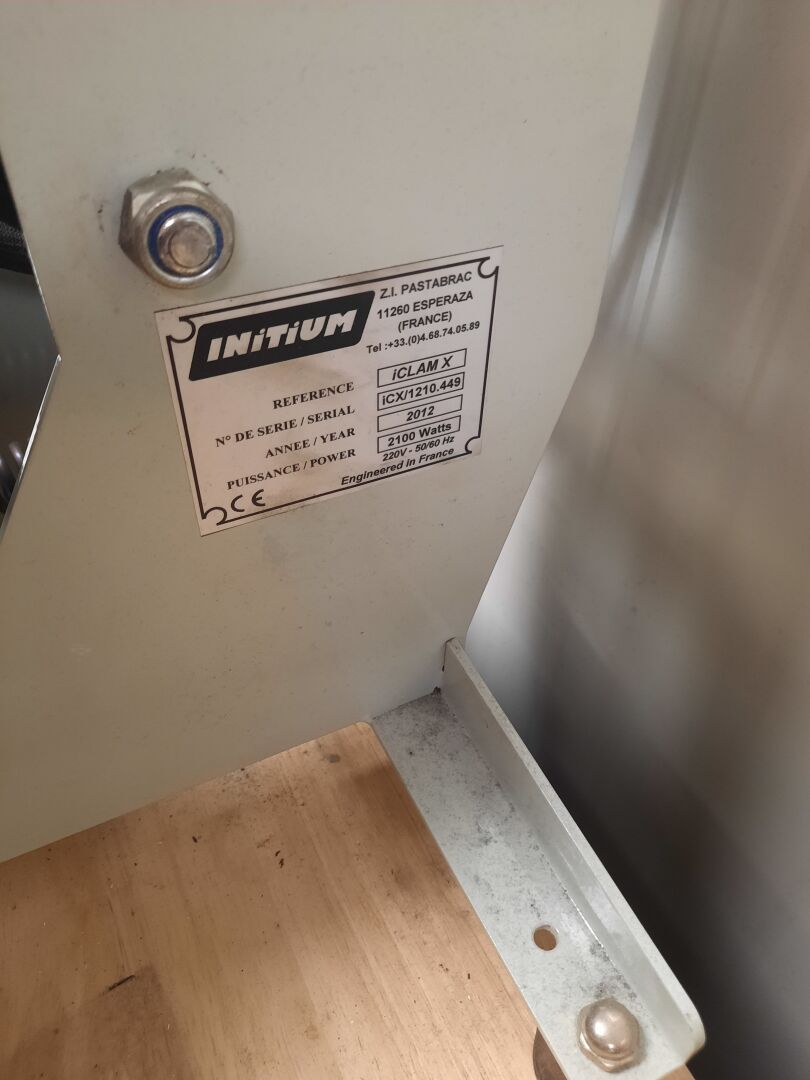 INiTiUM
Z.I. PASTABRAC
11260 ESPERAZA
(FRANCE)
Tel :+33.(0)4.68.74.05.89
REFERENCE iCLAM X
N° DE SERIE / SERIAL iCX/1210.449
ANNEE / YEAR 2012
PUISSANCE / POWER 2100 Watts
220V - 50/60 Hz
CE Engineered in France